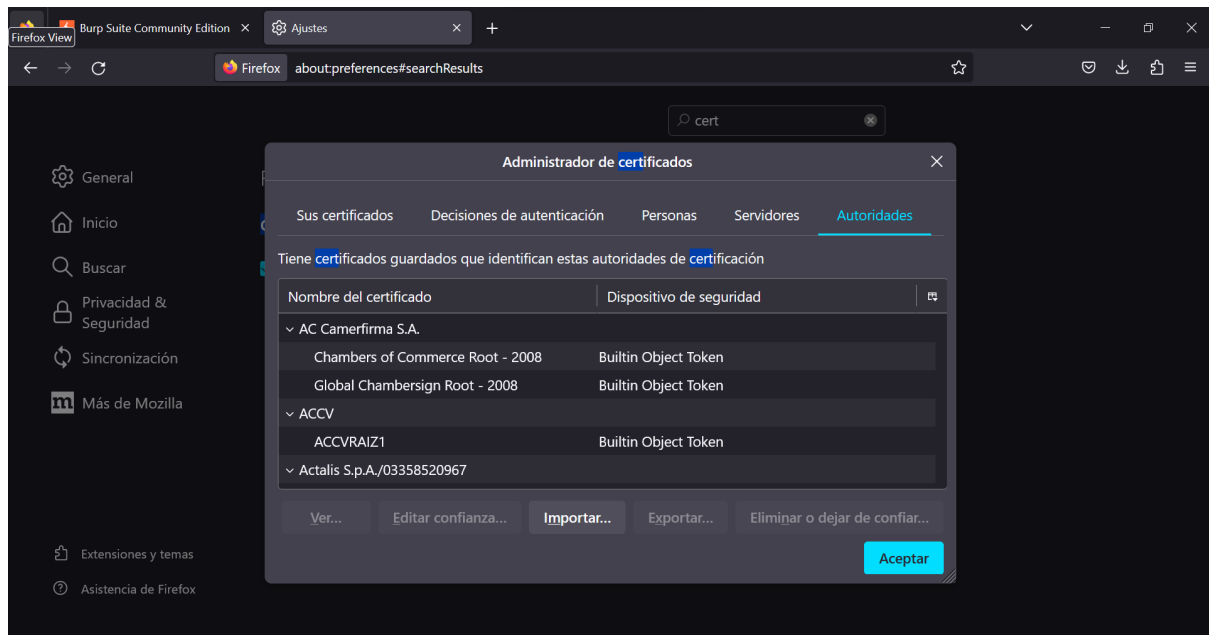 Burp Suite Community Edition
Ajustes
Firefox View
Firefox about:preferences#searchResults
cert
Administrador de certificados
General
Sus certificados Decisiones de autenticación Personas Servidores Autoridades
Inicio
Tiene certificados guardados que identifican estas autoridades de certificación
Buscar
Nombre del certificado Dispositivo de seguridad
Privacidad &
Seguridad
AC Camerfirma S.A.
Chambers of Commerce Root - 2008 Builtin Object Token
Sincronización
Global Chambersign Root - 2008 Builtin Object Token
m Más de Mozilla
ACCV
ACCVRAIZ1 Builtin Object Token
Actalis S.p.A./03358520967
Ver... Editar confianza... Importar... Exportar... Eliminar o dejar de confiar...
Extensiones y temas
Aceptar
Asistencia de Firefox